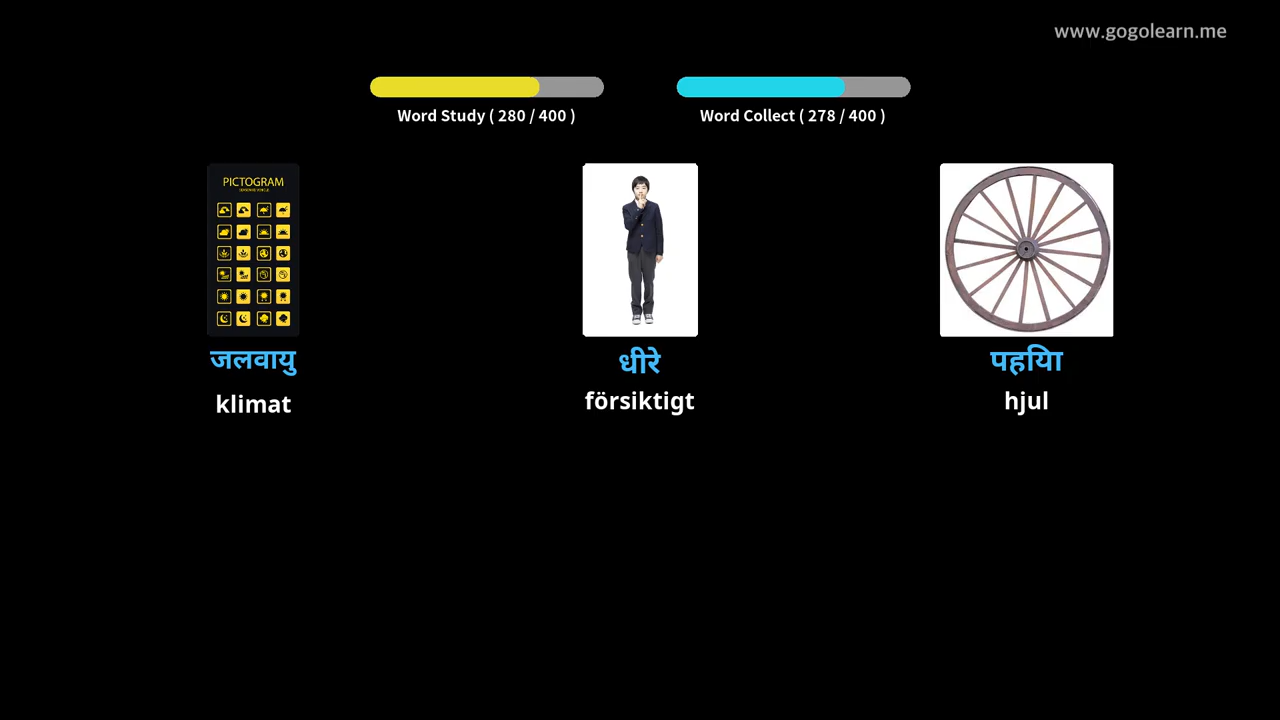 www.gogolearn.me
Word Study ( 280 / 400 )
Word Collect ( 278 / 400 )
PICTOGRAM
जलवायु
धीरे
पहिया
klimat
försiktigt
hjul